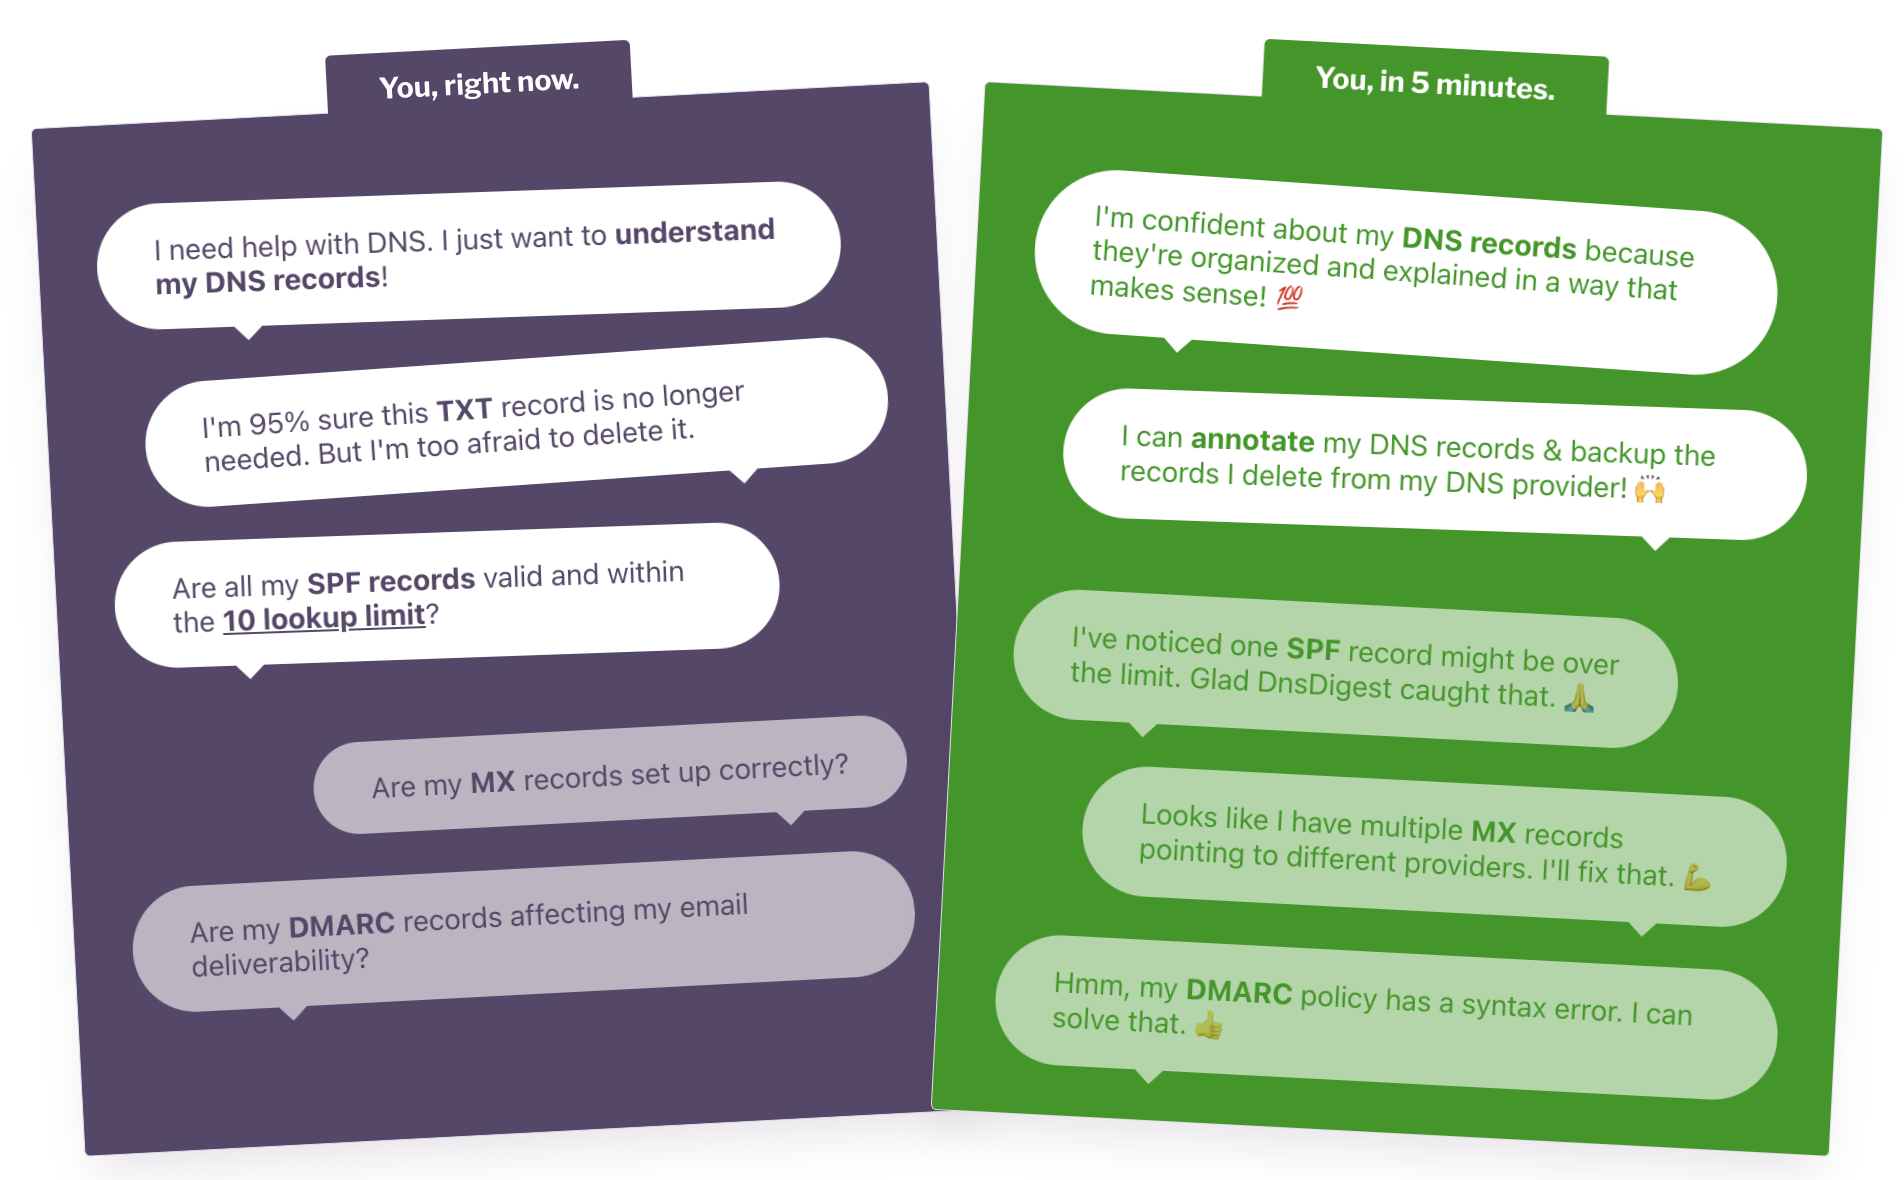 You, right now.
I need help with DNS. I just want to understand
my DNS records!
I'm 95% sure this TXT record is no longer
needed. But I'm too afraid to delete it.
Are all my SPF records valid and within
the 10 lookup limit?
Are my MX records set up correctly?
Are my DMARC records affecting my email
deliverability?
You, in 5 minutes.
I'm confident about my DNS records because
they're organized and explained in a way that
makes sense! 💯
I can annotate my DNS records & backup the
records I delete from my DNS provider! 🙌
I've noticed one SPF record might be over
the limit. Glad DnsDigest caught that. 🙏
Looks like I have multiple MX records
pointing to different providers. I'll fix that. 💪
Hmm, my DMARC policy has a syntax error. I can
solve that. 👍